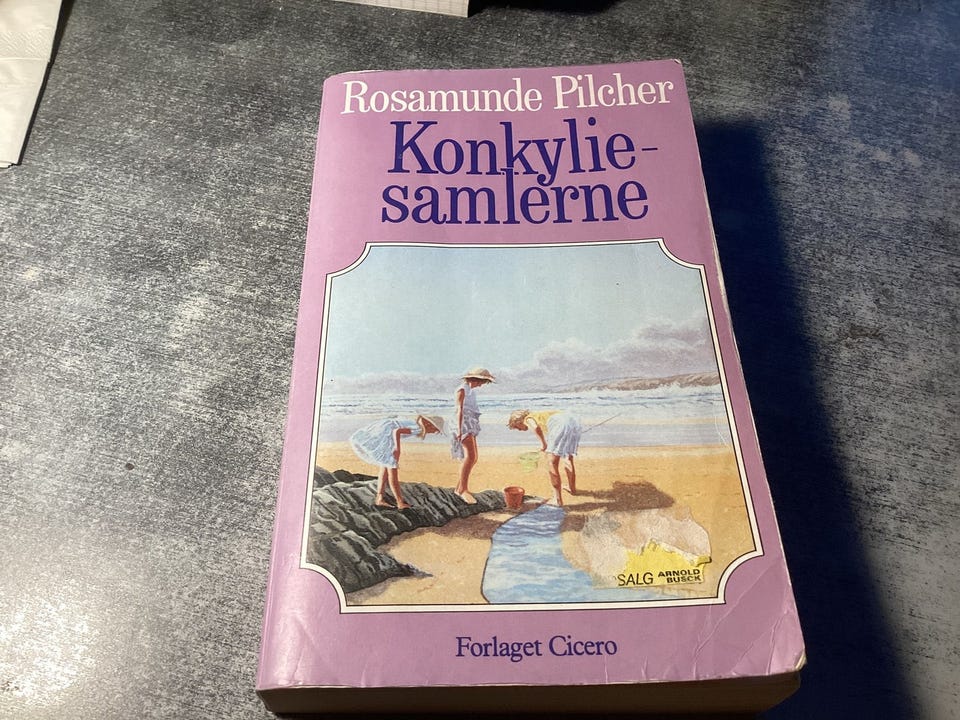 Rosamunde Pilcher
Konkylie-
samlerne
SALG ARNOLD
BUSCK
Forlaget Cicero